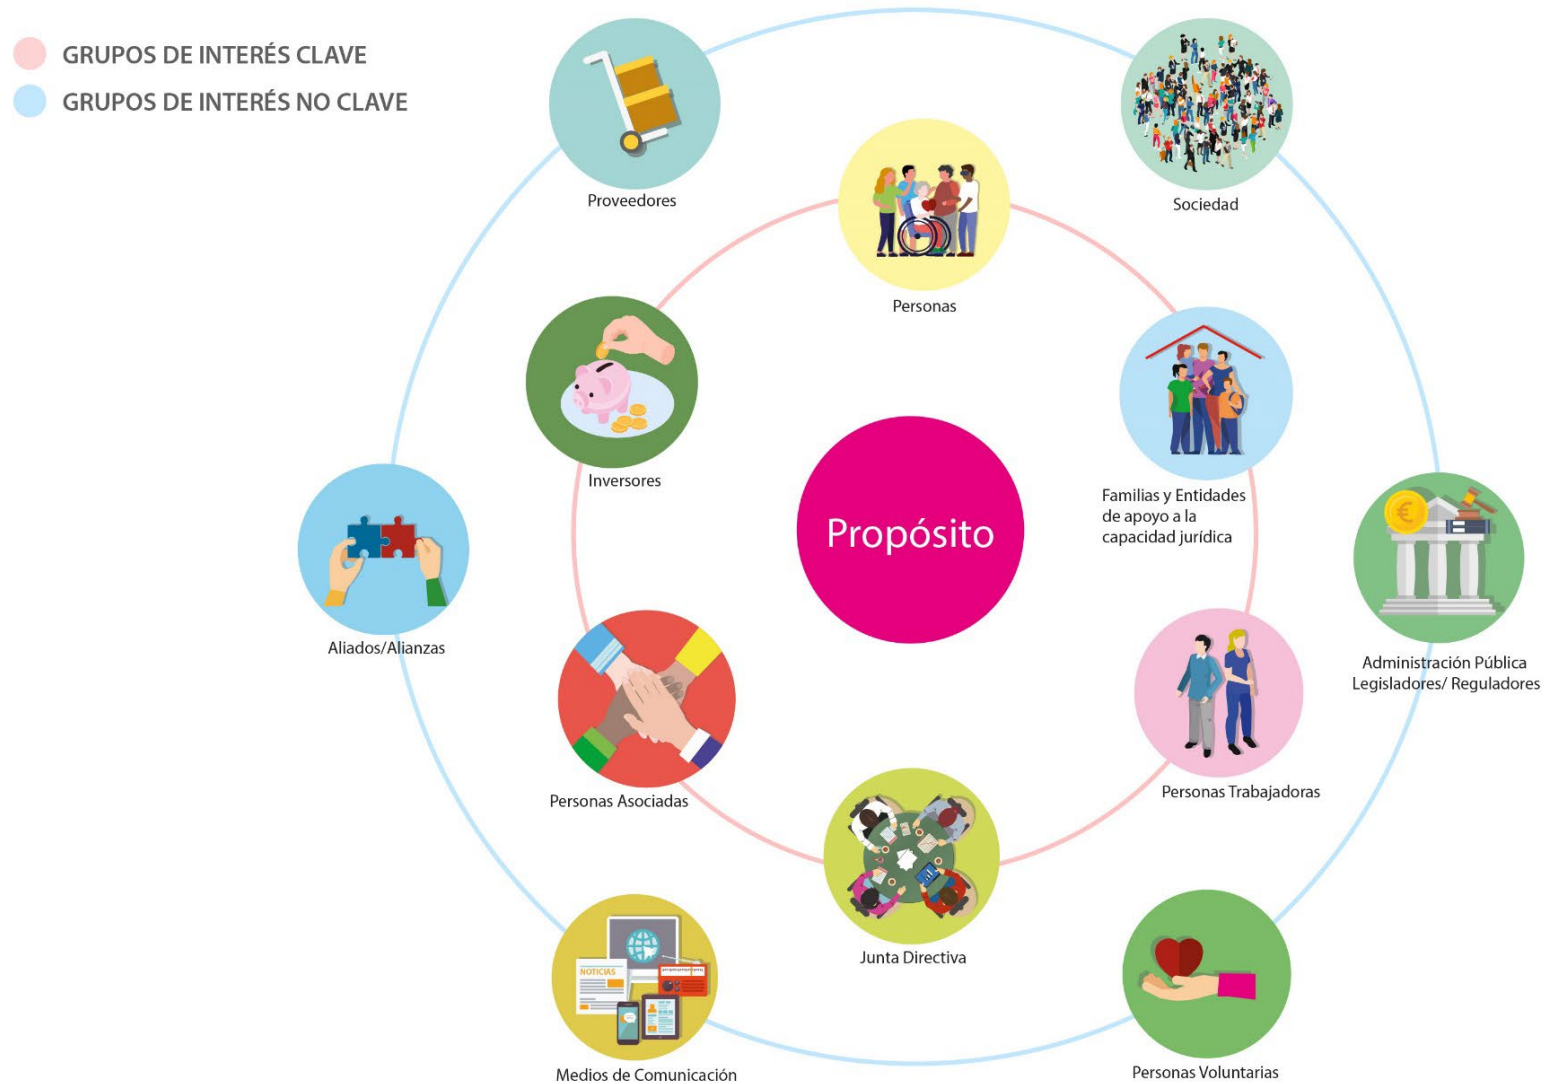 GRUPOS DE INTERÉS CLAVE
GRUPOS DE INTERÉS NO CLAVE
Proveedores
Sociedad
Personas
Inversores
Familias y Entidades
de apoyo a la
capacidad jurídica
Propósito
Aliados/Alianzas
Administración Pública
Legisladores/ Reguladores
Personas Asociadas
Personas Trabajadoras
Junta Directiva
NOTICIAS
Medios de Comunicación
Personas Voluntarias